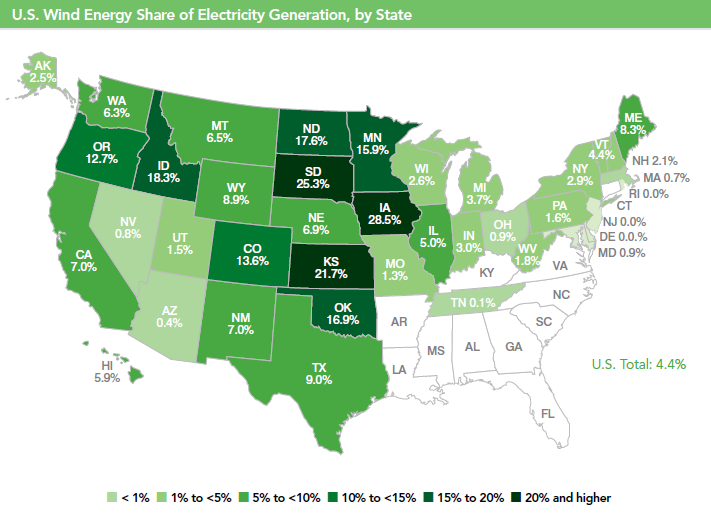 U.S. Wind Energy Share of Electricity Generation, by State
AK
2.5%
WA
6.3%
MT
6.5%
ND
17.6%
MN
15.9%
ME
8.3%
OR
12.7%
ID
18.3%
SD
25.3%
WI
2.6%
MI
3.7%
VT
4.4%
NH 2.1%
NY
2.9%
MA 0.7%
RI 0.0%
CT
WY
8.9%
NE
6.9%
IA
28.5%
PA
1.6%
NJ 0.0%
DE 0.0.%
MD 0.9%
NV
0.8%
UT
1.5%
CO
13.6%
KS
21.7%
MO
1.3%
IL
5.0%
IN
3.0%
OH
0.9%
WV
1.8%
VA
KY
CA
7.0%
AZ
0.4%
NM
7.0%
OK
16.9%
AR
TN 0.1%
NC
SC
TX
9.0%
LA
MS
AL
GA
FL
HI
5.9%
U.S. Total: 4.4%
< 1% 1% to <5% 5% to <10% 10% to <15% 15% to 20% 20% and higher